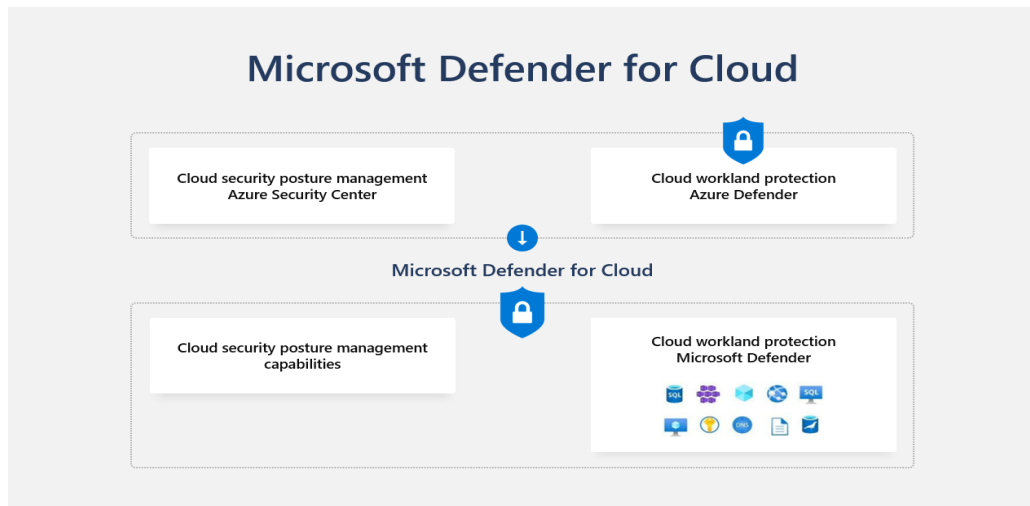 Microsoft Defender for Cloud
Cloud security posture management
Azure Security Center
Cloud workland protection
Azure Defender
Microsoft Defender for Cloud
Cloud security posture management
capabilities
Cloud workland protection
Microsoft Defender
SQL
SQL
DNS